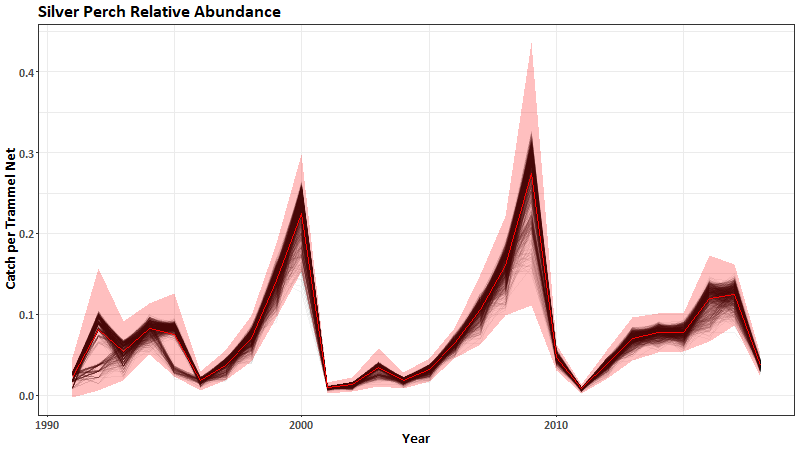 Silver Perch Relative Abundance
Catch per Trammel Net
0.4
0.3
0.2
0.1
0.0
1990
2000
2010
Year